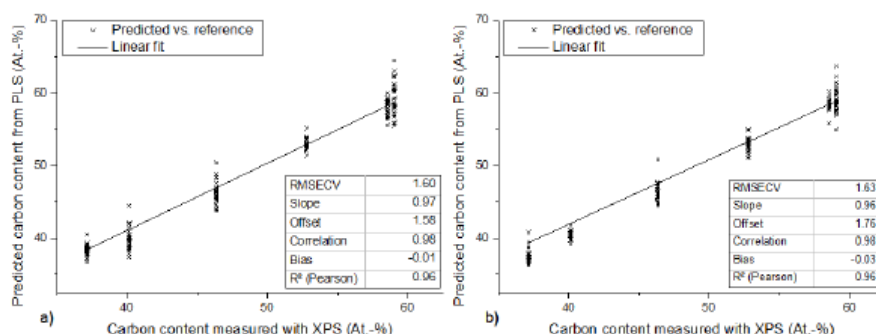 70
Predicted vs. reference
Linear fit
60
50
40
Predicted carbon content from PLS (At.-%)
RMSECV 1.60
Slope 0.97
Offset 1.58
Correlation 0.98
Bias -0.01
R² (Pearson) 0.96
a)
40 50 60
Carbon content measured with XPS (At.-%)
70
Predicted vs. reference
Linear fit
60
50
40
Predicted carbon content from PLS (At.-%)
RMSECV 1.63
Slope 0.96
Offset 1.76
Correlation 0.98
Bias -0.03
R² (Pearson) 0.96
b)
40 50 60
Carbon content measured with XPS (At.-%)